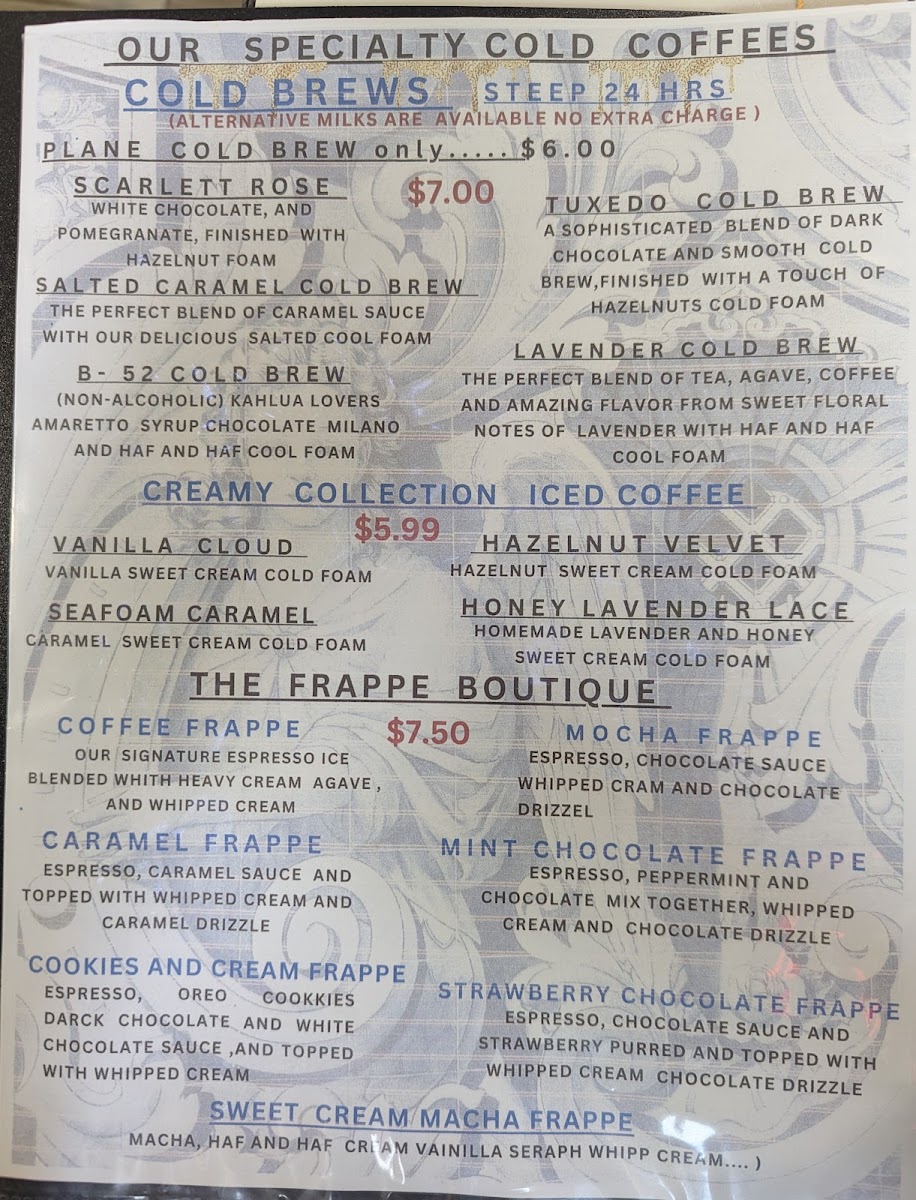 OUR SPECIALTY COLD COFFEES
COLD BREWS STEEP 24 HRS
(ALTERNATIVE MILKS ARE AVAILABLE NO EXTRA CHARGE )
PLANE COLD BREW only.....$6.00
$7.00
SCARLETT ROSE
WHITE CHOCOLATE, AND
POMEGRANATE, FINISHED WITH
HAZELNUT FOAM
SALTED CARAMEL COLD BREW
THE PERFECT BLEND OF CARAMEL SAUCE
WITH OUR DELICIOUS SALTED COOL FOAM
B- 52 COLD BREW
(NON-ALCOHOLIC) KAHLUA LOVERS
AMARETTO SYRUP CHOCOLATE MILANO
AND HAF AND HAF COOL FOAM
TUXEDO COLD BREW
A SOPHISTICATED BLEND OF DARK
CHOCOLATE AND SMOOTH COLD
BREW,FINISHED WITH A TOUCH OF
HAZELNUTS COLD FOAM
LAVENDER COLD BREW
THE PERFECT BLEND OF TEA, AGAVE, COFFEE
AND AMAZING FLAVOR FROM SWEET FLORAL
NOTES OF LAVENDER WITH HAF AND HAF
COOL FOAM
CREAMY COLLECTION ICED COFFEE
$5.99
VANILLA CLOUD
VANILLA SWEET CREAM COLD FOAM
SEAFOAM CARAMEL
CARAMEL SWEET CREAM COLD FOAM
HAZELNUT VELVET
HAZELNUT SWEET CREAM COLD FOAM
HONEY LAVENDER LACE
HOMEMADE LAVENDER AND HONEY
SWEET CREAM COLD FOAM
THE FRAPPE BOUTIQUE
$7.50
COFFEE FRAPPE
OUR SIGNATURE ESPRESSO ICE
BLENDED WHITH HEAVY CREAM AGAVE ,
AND WHIPPED CREAM
CARAMEL FRAPPE
ESPRESSO, CARAMEL SAUCE AND
TOPPED WITH WHIPPED CREAM AND
CARAMEL DRIZZLE
COOKIES AND CREAM FRAPPE
ESPRESSO, OREO COOKKIES
DARCK CHOCOLATE AND WHITE
CHOCOLATE SAUCE ,AND TOPPED
WITH WHIPPED CREAM
MOCHA FRAPPE
ESPRESSO, CHOCOLATE SAUCE
WHIPPED CRAM AND CHOCOLATE
DRIZZEL
MINT CHOCOLATE FRAPPE
ESPRESSO, PEPPERMINT AND
CHOCOLATE MIX TOGETHER, WHIPPED
CREAM AND CHOCOLATE DRIZZLE
STRAWBERRY CHOCOLATE FRAPPE
ESPRESSO, CHOCOLATE SAUCE AND
STRAWBERRY PURRED AND TOPPED WITH
WHIPPED CREAM CHOCOLATE DRIZZLE
SWEET CREAM MACHA FRAPPE
MACHA, HAF AND HAF CREAM VAINILLA SERAPH WHIPP CREAM.... )